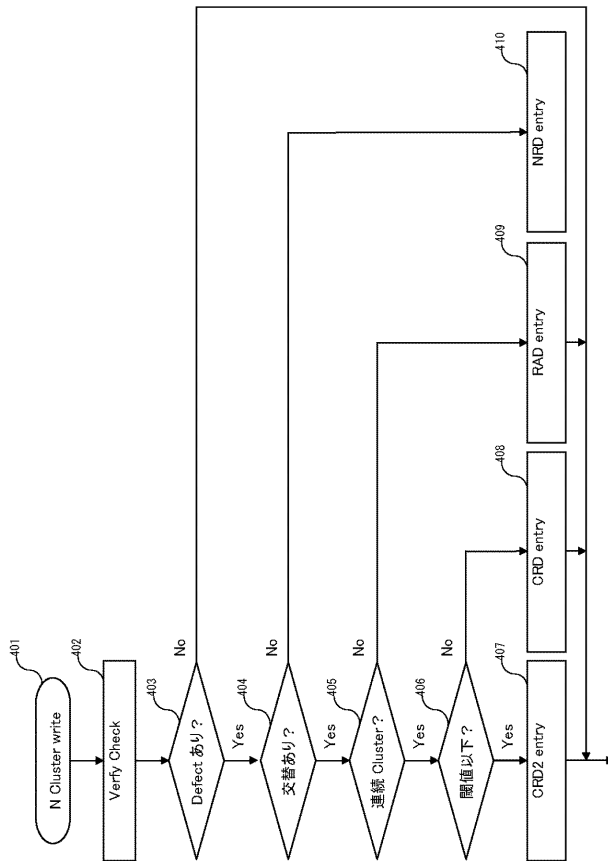 401
N Cluster write
402
Verfy Check
403
Defect あり？
No
Yes
404
交替あり？
No
Yes
405
連続 Cluster？
No
Yes
406
閾値以下？
No
Yes
407
CRD2 entry
408
CRD entry
409
RAD entry
410
NRD entry